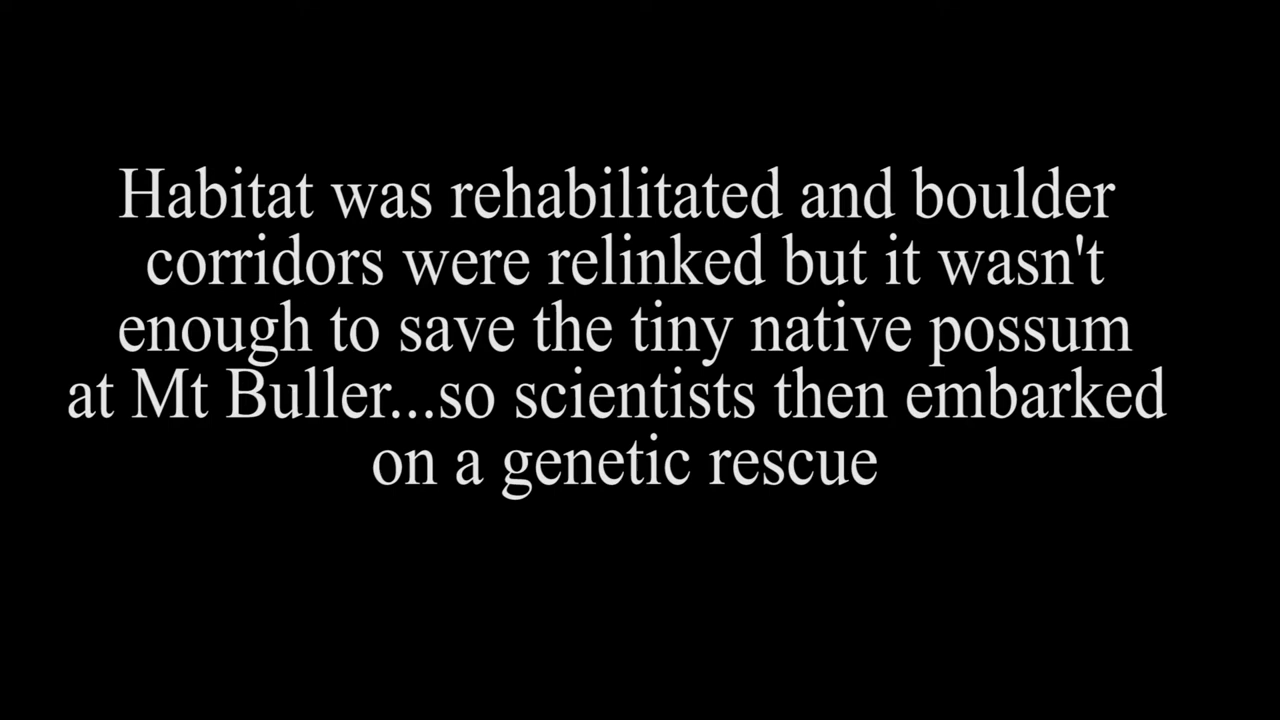 Habitat was rehabilitated and boulder
corridors were relinked but it wasn't
enough to save the tiny native possum
at Mt Buller...so scientists then embarked
on a genetic rescue